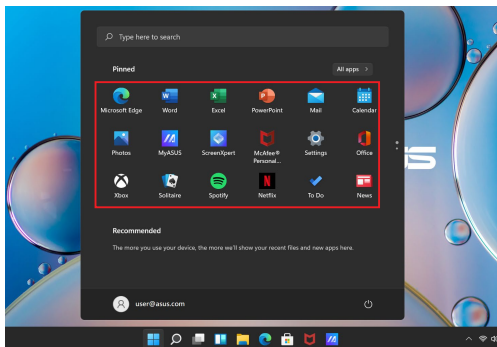 Type here to search
Pinned
All apps >
Microsoft Edge Word Excel PowerPoint Mail Calendar
Photos MyASUS ScreenXpert McAfee® Personal... Settings Office
Xbox Solitaire Spotify Netflix To Do News
Recommended
The more you use your device, the more we'll show your recent files and new apps here.
user@asus.com